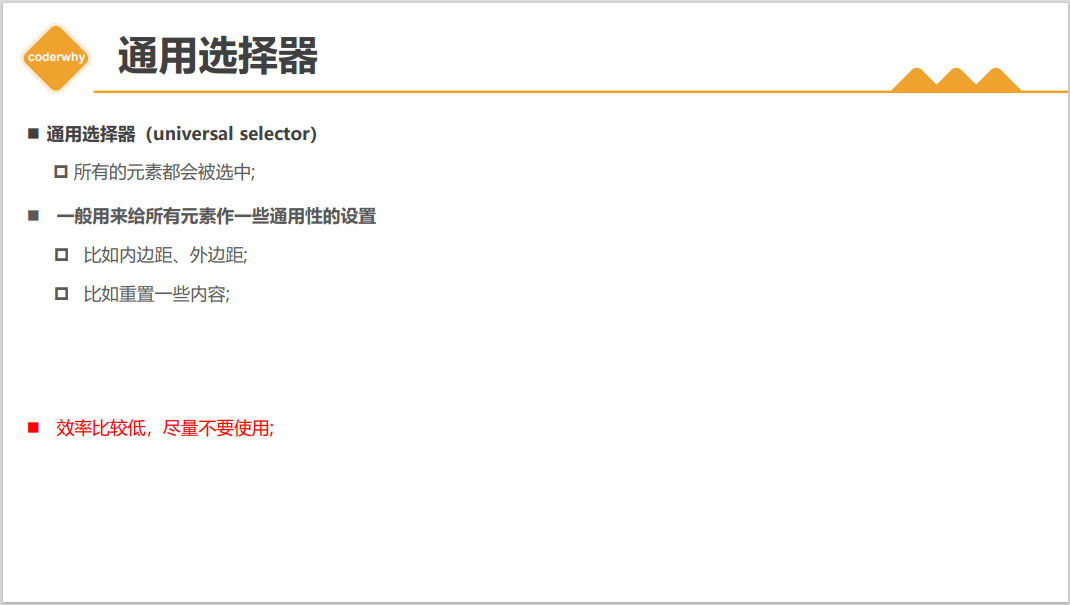 coderwhy
通用选择器
通用选择器（universal selector）
所有的元素都会被选中;
一般用来给所有元素作一些通用性的设置
比如内边距、外边距;
比如重置一些内容;
效率比较低，尽量不要使用;